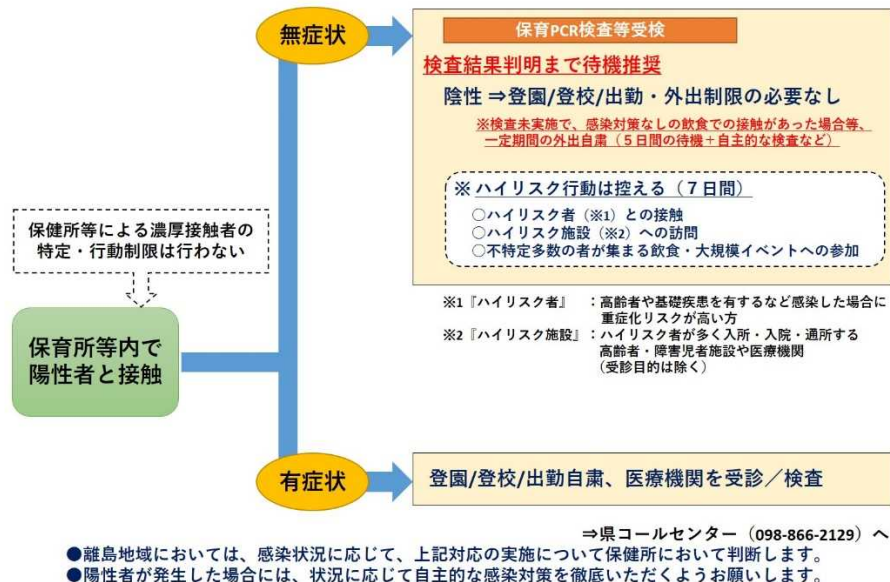 無症状
保育PCR検査等受検
検査結果判明まで待機推奨
陰性 ⇒登園/登校/出勤・外出制限の必要なし
※検査未実施で、感染対策なしの飲食での接触があった場合等、
一定期間の外出自粛（５日間の待機＋自主的な検査など）
※ ハイリスク行動は控える（７日間）
○ハイリスク者（※1）との接触
○ハイリスク施設（※2）への訪問
○不特定多数の者が集まる飲食・大規模イベントへの参加
保健所等による濃厚接触者の
特定・行動制限は行わない
※1『ハイリスク者』　：高齢者や基礎疾患を有するなど感染した場合に
重症化リスクが高い方
※2『ハイリスク施設』：ハイリスク者が多く入所・入院・通所する
高齢者・障害児者施設や医療機関
（受診目的は除く）
保育所等内で
陽性者と接触
有症状
登園/登校/出勤自粛、医療機関を受診／検査
⇒県コールセンター（098-866-2129）へ
●離島地域においては、感染状況に応じて、上記対応の実施について保健所において判断します。
●陽性者が発生した場合には、状況に応じて自主的な感染対策を徹底いただくようお願いします。